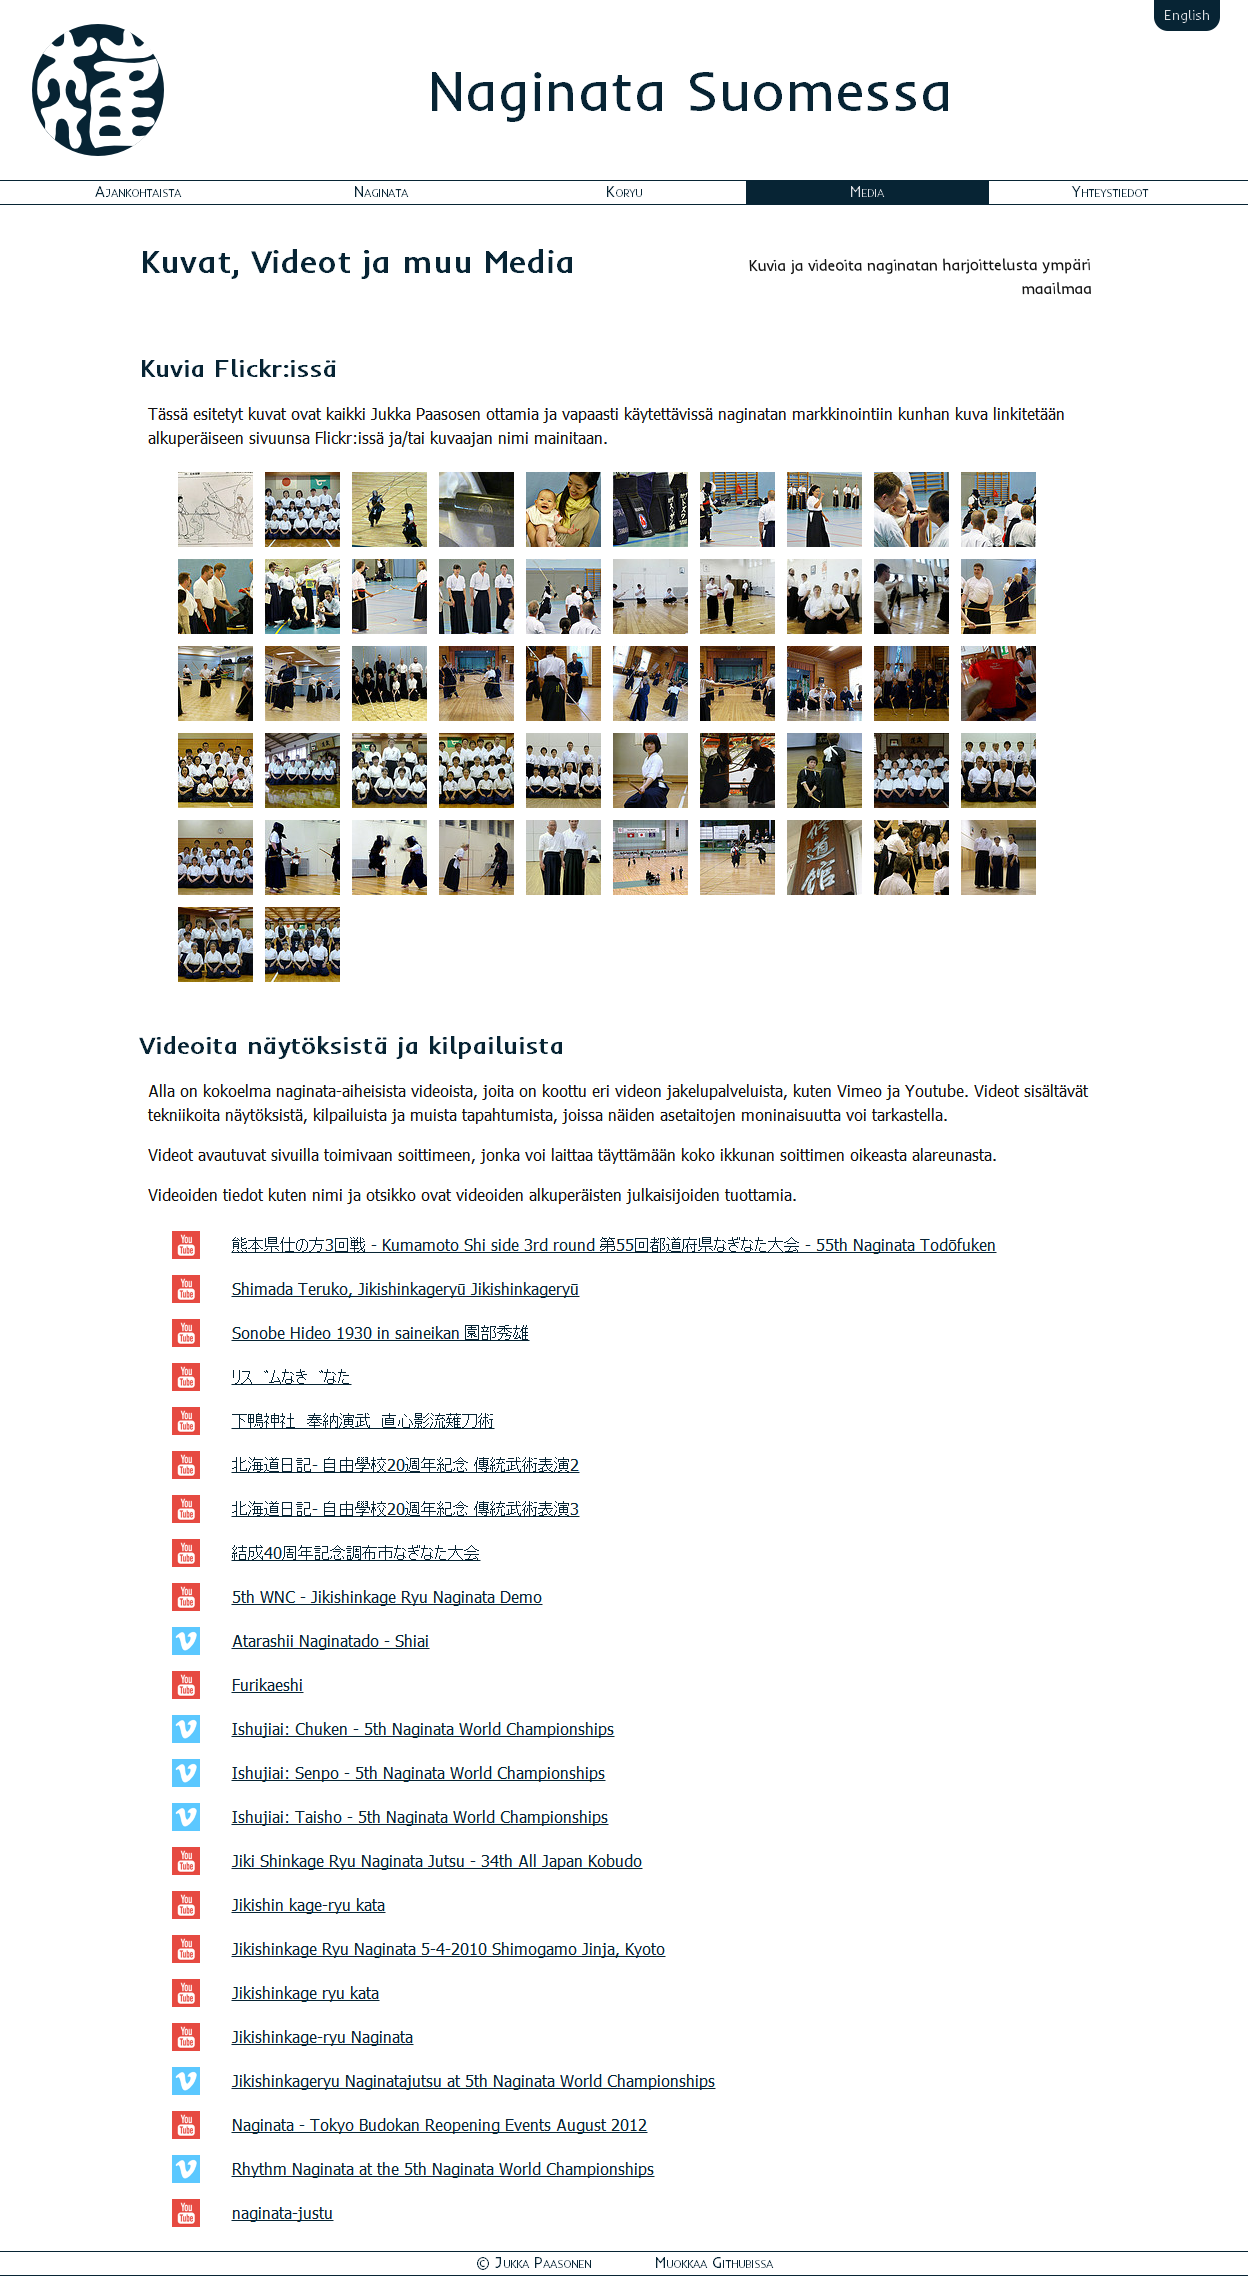 English
Naginata Suomessa
Ajankohtaista
Naginata
Koryu
Media
Yhteystiedot
Kuvat, Videot ja muu Media
Kuvia ja videoita naginatan harjoittelusta ympäri
maailmaa
Kuvia Flickr:issä
Tässä esitetyt kuvat ovat kaikki Jukka Paasosen ottamia ja vapaasti käytettävissä naginatan markkinointiin kunhan kuva linkitetään
alkuperäiseen sivuunsa Flickr:issä ja/tai kuvaajan nimi mainitaan.
Videoita näytöksistä ja kilpailuista
Alla on kokoelma naginata-aiheisista videoista, joita on koottu eri videon jakelupalveluista, kuten Vimeo ja Youtube. Videot sisältävät
tekniikoita näytöksistä, kilpailuista ja muista tapahtumista, joissa näiden asetaitojen moninaisuutta voi tarkastella.
Videot avautuvat sivuilla toimivaan soittimeen, jonka voi laittaa täyttämään koko ikkunan soittimen oikeasta alareunasta.
Videoiden tiedot kuten nimi ja otsikko ovat videoiden alkuperäisten julkaisijoiden tuottamia.
熊本県仕の方3回戦 - Kumamoto Shi side 3rd round 第55回都道府県なぎなた大会 - 55th Naginata Todōfuken
Shimada Teruko, Jikishinkageryū Jikishinkageryū
Sonobe Hideo 1930 in saineikan 園部秀雄
リズムなぎなた
下鴨神社　奉納演武　直心影流薙刀術
北海道日記- 自由學校20週年紀念 傳統武術表演2
北海道日記- 自由學校20週年紀念 傳統武術表演3
結成40周年記念調布市なぎなた大会
5th WNC - Jikishinkage Ryu Naginata Demo
Atarashii Naginatado - Shiai
Furikaeshi
Ishujiai: Chuken - 5th Naginata World Championships
Ishujiai: Senpo - 5th Naginata World Championships
Ishujiai: Taisho - 5th Naginata World Championships
Jiki Shinkage Ryu Naginata Jutsu - 34th All Japan Kobudo
Jikishin kage-ryu kata
Jikishinkage Ryu Naginata 5-4-2010 Shimogamo Jinja, Kyoto
Jikishinkage ryu kata
Jikishinkage-ryu Naginata
Jikishinkageryu Naginatajutsu at 5th Naginata World Championships
Naginata - Tokyo Budokan Reopening Events August 2012
Rhythm Naginata at the 5th Naginata World Championships
naginata-justu
© Jukka Paasonen
Muokkaa Githubissa